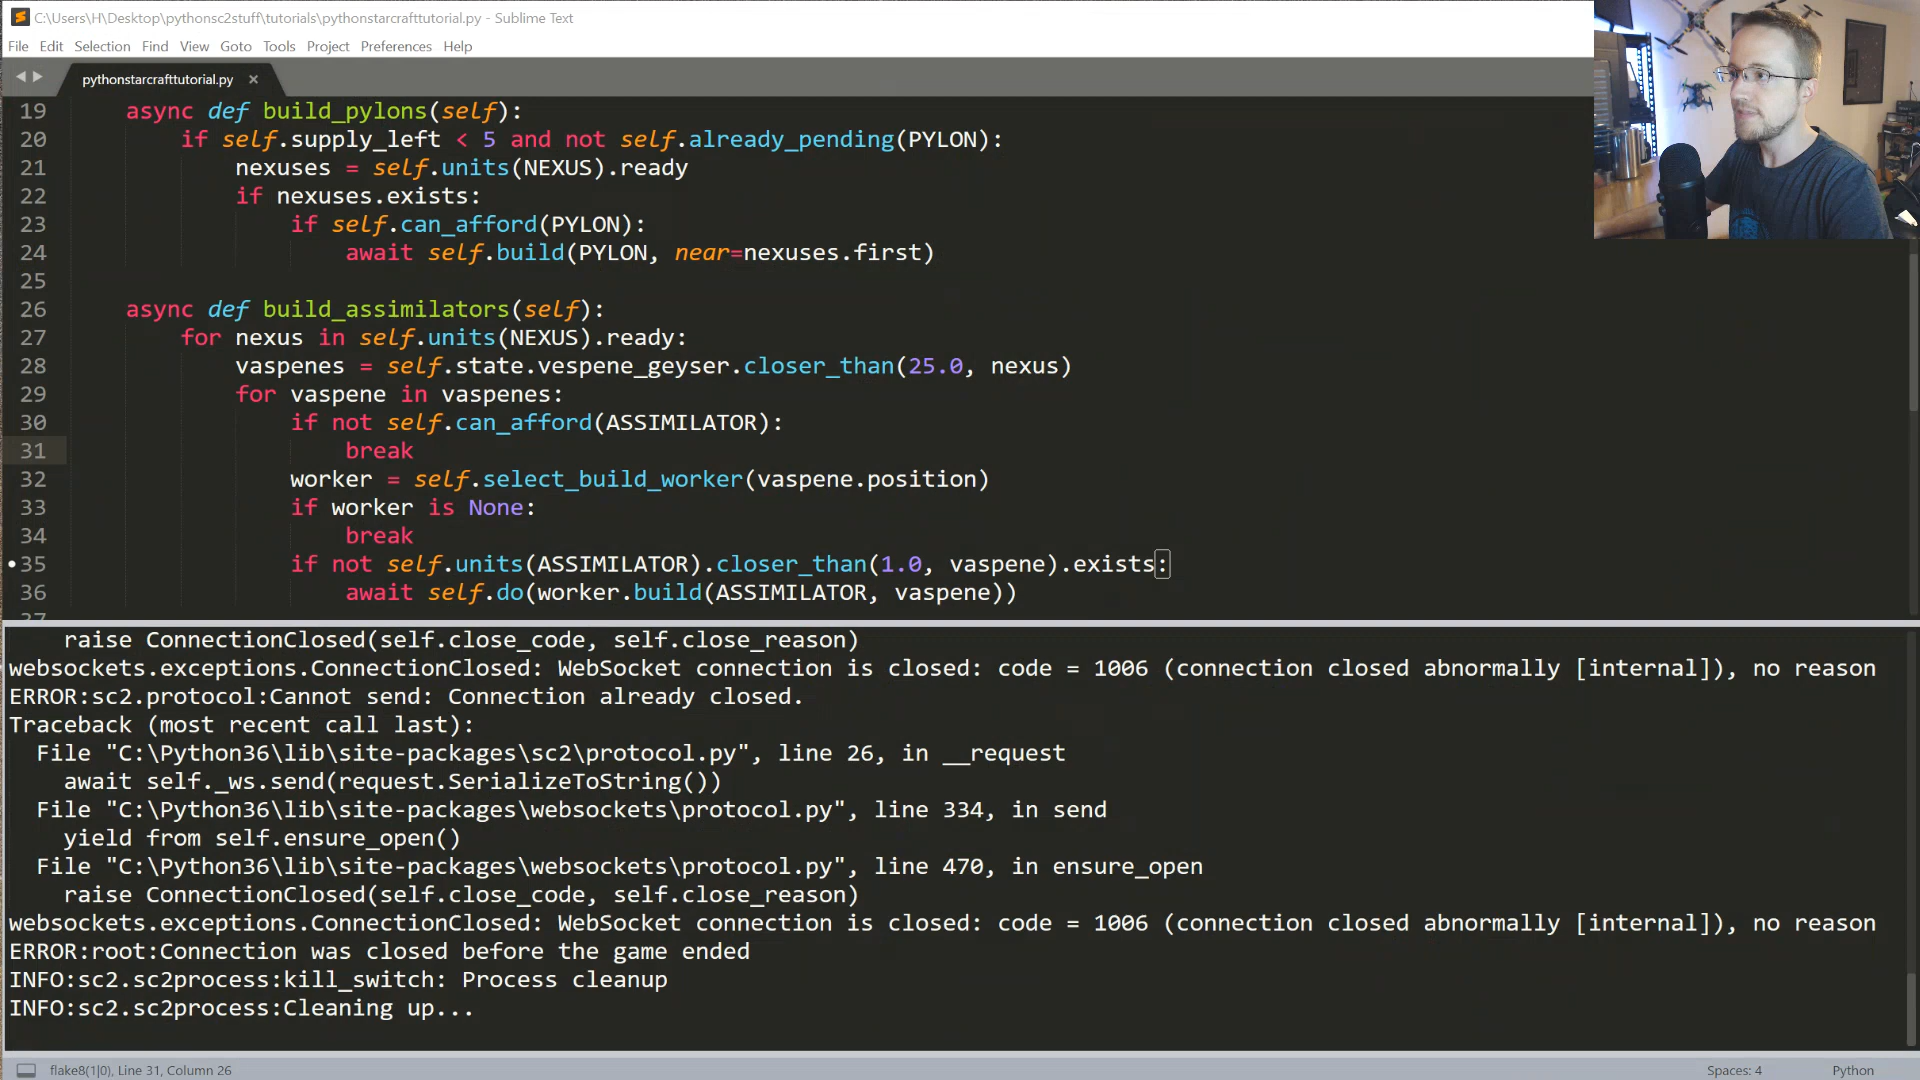 C:\Users\H\Desktop\pythonsc2stuff\tutorials\pythonstarcrafttutorial.py - Sublime Text
File Edit Selection Find View Goto Tools Project Preferences Help
pythonstarcrafttutorial.py
19 async def build_pylons(self):
20 if self.supply_left < 5 and not self.already_pending(PYLON):
21 nexuses = self.units(NEXUS).ready
22 if nexuses.exists:
23 if self.can_afford(PYLON):
24 await self.build(PYLON, near=nexuses.first)
25
26 async def build_assimilators(self):
27 for nexus in self.units(NEXUS).ready:
28 vaspenes = self.state.vespene_geyser.closer_than(25.0, nexus)
29 for vaspene in vaspenes:
30 if not self.can_afford(ASSIMILATOR):
31 break
32 worker = self.select_build_worker(vaspene.position)
33 if worker is None:
34 break
35 if not self.units(ASSIMILATOR).closer_than(1.0, vaspene).exists:
36 await self.do(worker.build(ASSIMILATOR, vaspene))
raise ConnectionClosed(self.close_code, self.close_reason)
websockets.exceptions.ConnectionClosed: WebSocket connection is closed: code = 1006 (connection closed abnormally [internal]), no reason
ERROR:sc2.protocol:Cannot send: Connection already closed.
Traceback (most recent call last):
File "C:\Python36\lib\site-packages\sc2\protocol.py", line 26, in __request
await self._ws.send(request.SerializeToString())
File "C:\Python36\lib\site-packages\websockets\protocol.py", line 334, in send
yield from self.ensure_open()
File "C:\Python36\lib\site-packages\websockets\protocol.py", line 470, in ensure_open
raise ConnectionClosed(self.close_code, self.close_reason)
websockets.exceptions.ConnectionClosed: WebSocket connection is closed: code = 1006 (connection closed abnormally [internal]), no reason
ERROR:root:Connection was closed before the game ended
INFO:sc2.sc2process:kill_switch: Process cleanup
INFO:sc2.sc2process:Cleaning up...
flake8(1|0), Line 31, Column 26 Spaces: 4 Python